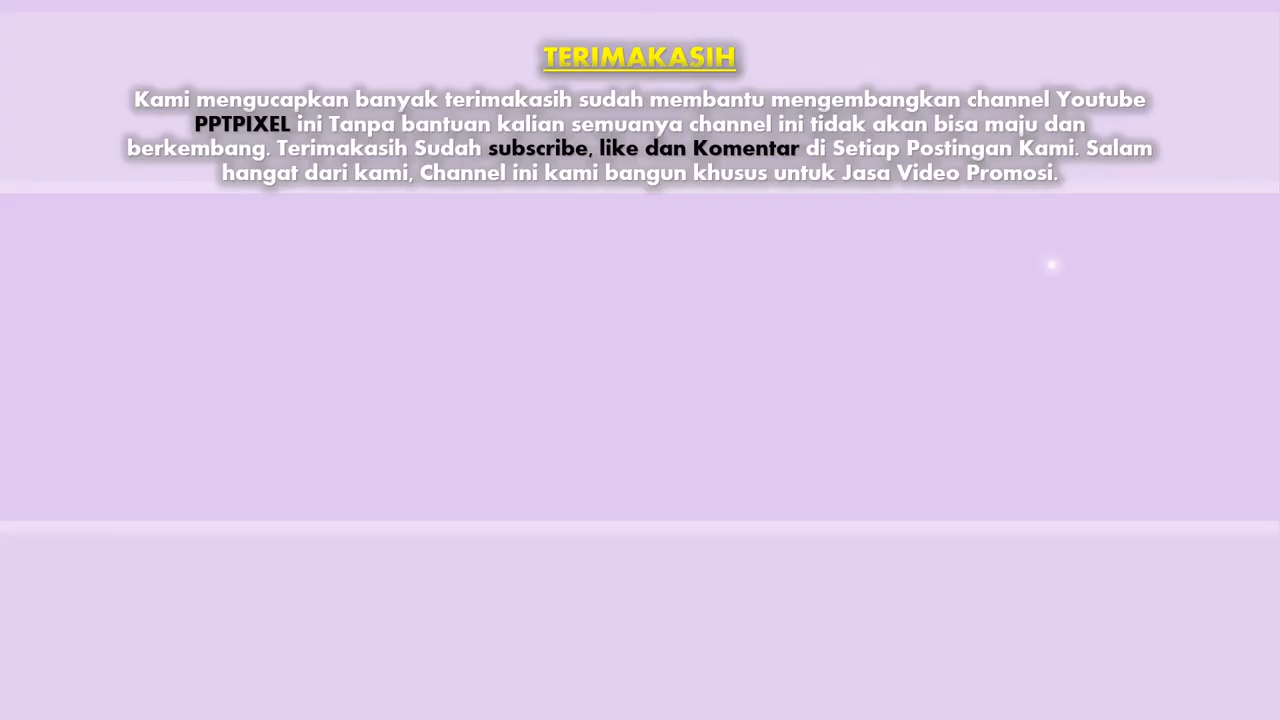 TERIMAKASIH
Kami mengucapkan banyak terimakasih sudah membantu mengembangkan channel Youtube
PPTPIXEL ini Tanpa bantuan kalian semuanya channel ini tidak akan bisa maju dan
berkembang. Terimakasih Sudah subscribe, like dan Komentar di Setiap Postingan Kami. Salam
hangat dari kami, Channel ini kami bangun khusus untuk Jasa Video Promosi.